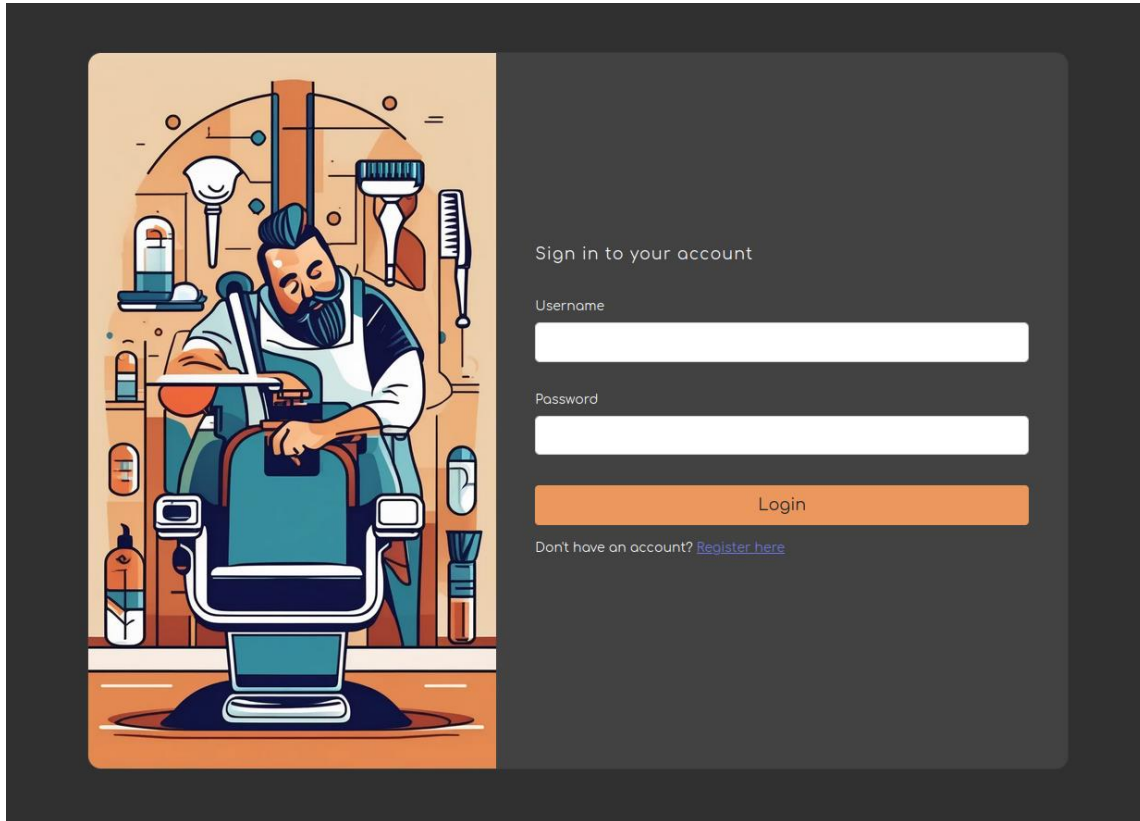 Sign in to your account
Username
Password
Login
Don't have an account? Register here